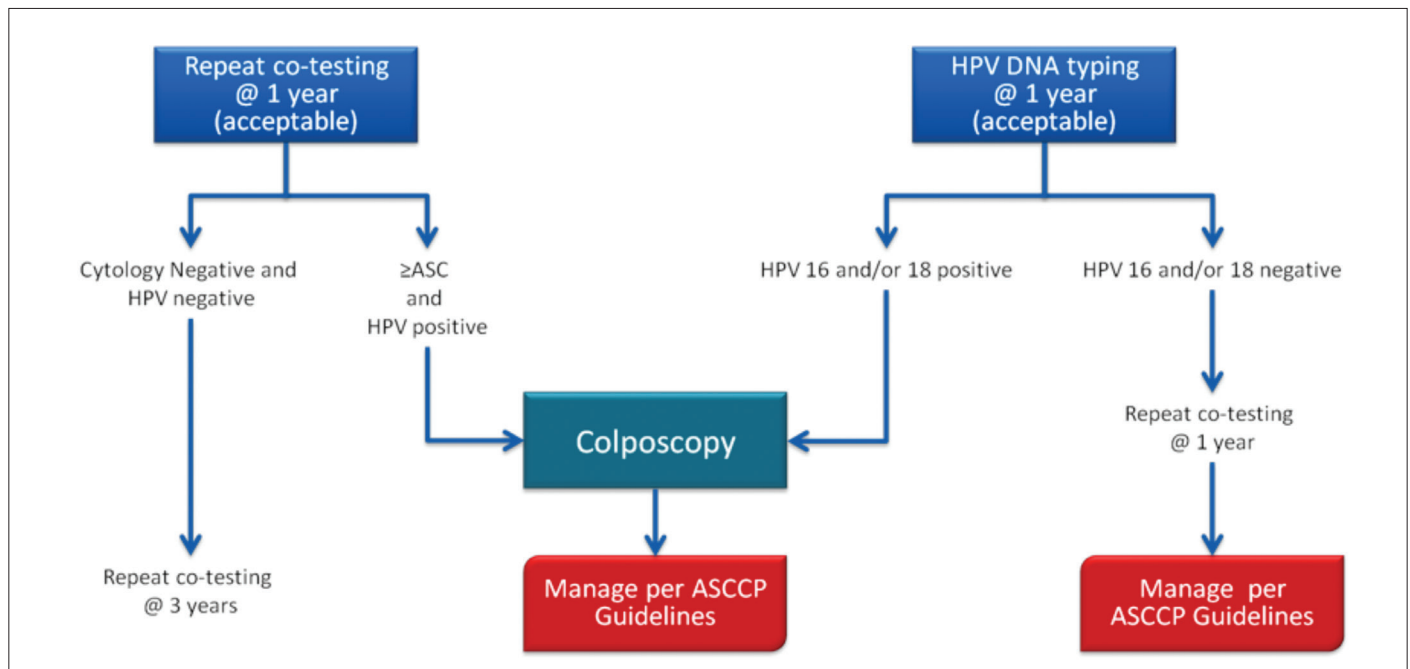 Repeat co-testing
@ 1 year
(acceptable)
HPV DNA typing
@ 1 year
(acceptable)
Cytology Negative and
HPV negative
≥ASC
and
HPV positive
HPV 16 and/or 18 positive
HPV 16 and/or 18 negative
Colposcopy
Repeat co-testing
@ 1 year
Repeat co-testing
@ 3 years
Manage per ASCCP
Guidelines
Manage per
ASCCP Guidelines